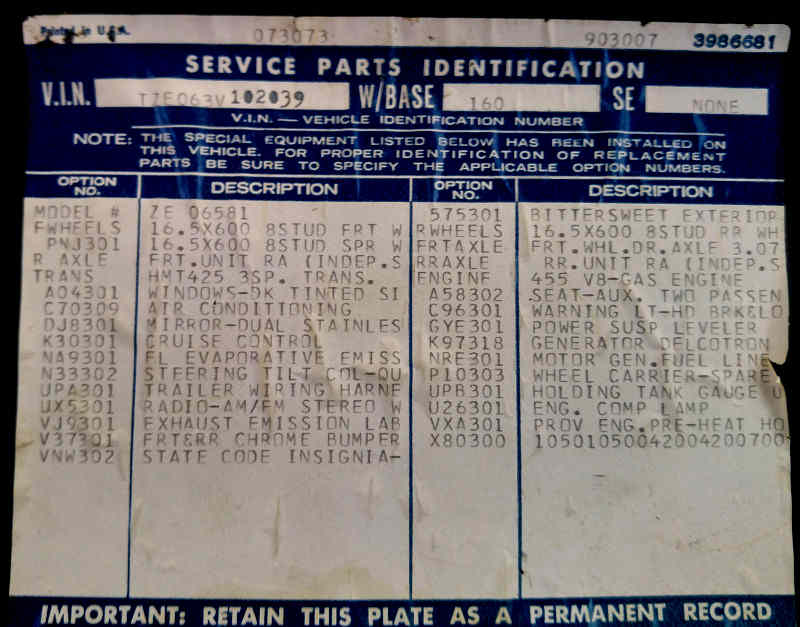 Printed in U.S.A. 073073 903007 3986681
SERVICE PARTS IDENTIFICATION
V.I.N. TZE063V102039 W/BASE 160 SE NONE
V.I.N. — VEHICLE IDENTIFICATION NUMBER
NOTE: THE SPECIAL EQUIPMENT LISTED BELOW HAS BEEN INSTALLED ON
THIS VEHICLE. FOR PROPER IDENTIFICATION OF REPLACEMENT
PARTS BE SURE TO SPECIFY THE APPLICABLE OPTION NUMBERS.
OPTION NO. DESCRIPTION OPTION NO. DESCRIPTION
MODEL # ZE 06581 575301 BITTERSWEET EXTERIOR
FWHEELS 16.5X600 8STUD FRT W RWHEELS 16.5X600 8STUD RR WH
PNJ301 16.5X600 8STUD SPR W FRTAXLE FRT.WHL.DR.AXLE 3.07
R AXLE FRT.UNIT RA (INDEP.S RRAXLE RR.UNIT RA (INDEP.S
TRANS HMT425 3SP. TRANS. ENGINE 455 V8-GAS ENGINE
A04301 WINDOWS-DK TINTED SI A58302 SEAT-AUX. TWO PASSEN
C70309 AIR CONDITIONING C96301 WARNING LT-HD BRK&LO
DJ8301 MIRROR-DUAL STAINLES GYE301 POWER SUSP LEVELER
K30301 CRUISE CONTROL K97318 GENERATOR DELCOTRON
NA9301 FL EVAPORATIVE EMISS NRE301 MOTOR GEN.FUEL LINE
N33302 STEERING TILT COL-QU P10303 WHEEL CARRIER-SPARE
UPA301 TRAILER WIRING HARNE UPB301 HOLDING TANK GAUGE U
UX5301 RADIO-AM/FM STEREO W U26301 ENG. COMP LAMP
VJ9301 EXHAUST EMISSION LAB VXA301 PROV ENG.PRE-HEAT HO
V37301 FRT&RR CHROME BUMPER X80300 10501050042004200700
VNW302 STATE CODE INSIGNIA-
IMPORTANT: RETAIN THIS PLATE AS A PERMANENT RECORD